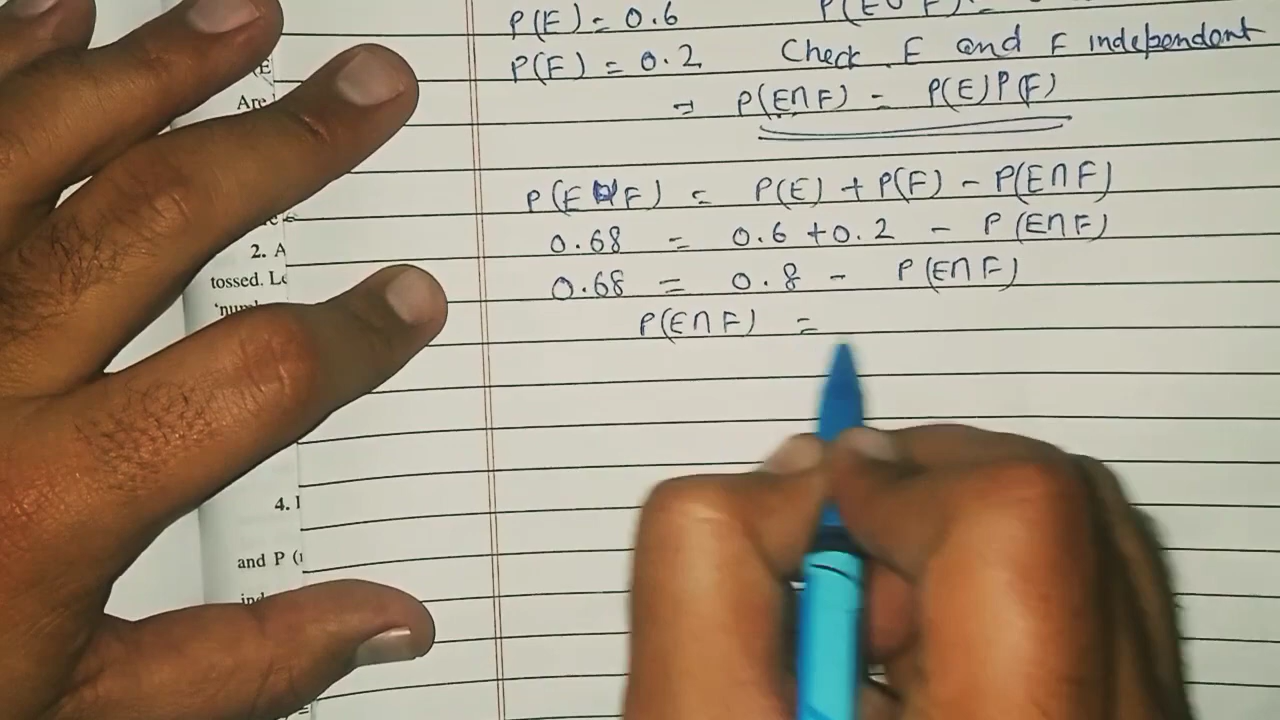 P(E) = 0.6 P(E∪F) =
P(F) = 0.2 Check E and F independent
⇒ P(E∩F) = P(E)P(F)
P(E∪F) = P(E) + P(F) - P(E∩F)
0.68 = 0.6 + 0.2 - P(E∩F)
0.68 = 0.8 - P(E∩F)
P(E∩F) =
Are
2. A
tossed. Le
4. I
and P (